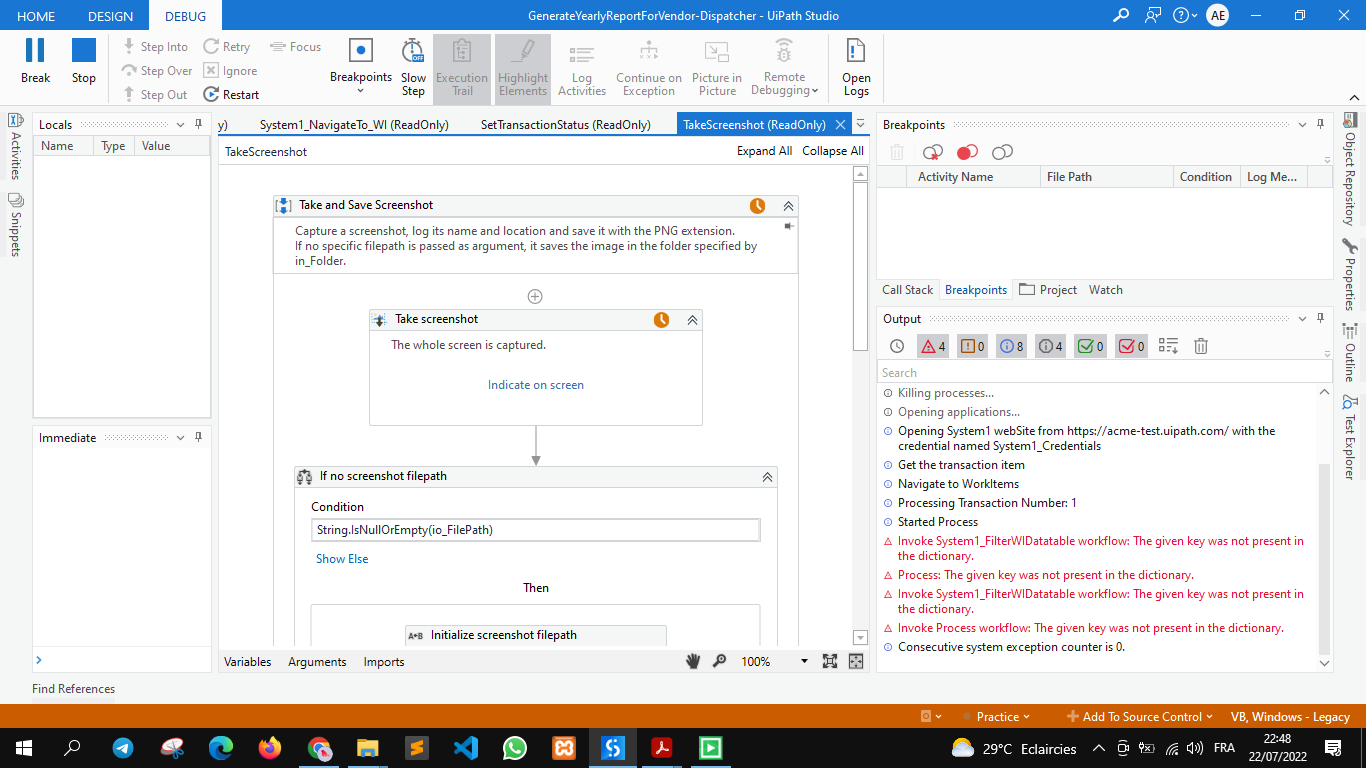 HOME DESIGN DEBUG GenerateYearlyReportForVendor-Dispatcher - UiPath Studio AE
Break Stop
Step Into Retry Focus
Step Over Ignore
Step Out Restart
Breakpoints
Slow
Step
OFF
Execution
Trail
Highlight
Elements
Log
Activities
Continue on
Exception
Picture in
Picture
Remote
Debugging
Open
Logs
Activities
Snippets
Locals
Name Type Value
Immediate
Find References
y) System1_NavigateTo_WI (ReadOnly) SetTransactionStatus (ReadOnly) TakeScreenshot (ReadOnly)
TakeScreenshot Expand All Collapse All
Take and Save Screenshot
Capture a screenshot, log its name and location and save it with the PNG extension.
If no specific filepath is passed as argument, it saves the image in the folder specified by
in_Folder.
Take screenshot
The whole screen is captured.
Indicate on screen
If no screenshot filepath
Condition
String.IsNullOrEmpty(io_FilePath)
Show Else
Then
A+B Initialize screenshot filepath
Variables Arguments Imports 100%
Breakpoints
Activity Name File Path Condition Log Me...
Call Stack Breakpoints Project Watch
Output
4 0 8 4 0 0
Search
Killing processes...
Opening applications...
Opening System1 webSite from https://acme-test.uipath.com/ with the
credential named System1_Credentials
Get the transaction item
Navigate to WorkItems
Processing Transaction Number: 1
Started Process
Invoke System1_FilterWIDatatable workflow: The given key was not present in
the dictionary.
Process: The given key was not present in the dictionary.
Invoke System1_FilterWIDatatable workflow: The given key was not present in
the dictionary.
Invoke Process workflow: The given key was not present in the dictionary.
Consecutive system exception counter is 0.
Object Repository
Properties
Outline
Test Explorer
Practice Add To Source Control VB, Windows - Legacy
29°C Eclaircies FRA
22:48
22/07/2022